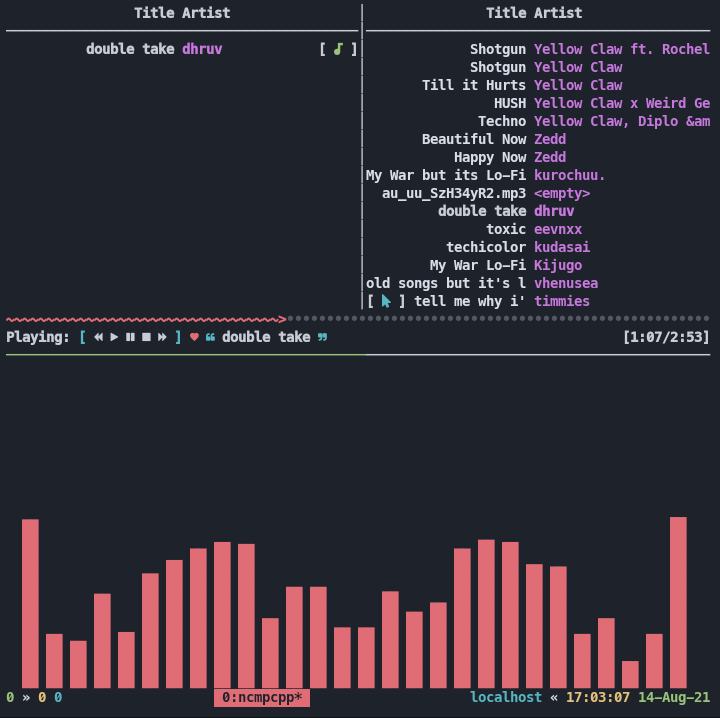 Title Artist
double take dhruv [ ♪ ]
Title Artist
Shotgun Yellow Claw ft. Rochel
Shotgun Yellow Claw
Till it Hurts Yellow Claw
HUSH Yellow Claw x Weird Ge
Techno Yellow Claw, Diplo &am
Beautiful Now Zedd
Happy Now Zedd
My War but its Lo-Fi kurochuu.
au_uu_SzH34yR2.mp3 <empty>
double take dhruv
toxic eevnxx
techicolor kudasai
My War Lo-Fi Kijugo
old songs but it's l vhenusea
[ ] tell me why i' timmies
Playing: [ ] ♥ ❝ double take ❞ [1:07/2:53]
0 » 0 0 0:ncmpcpp* localhost « 17:03:07 14-Aug-21